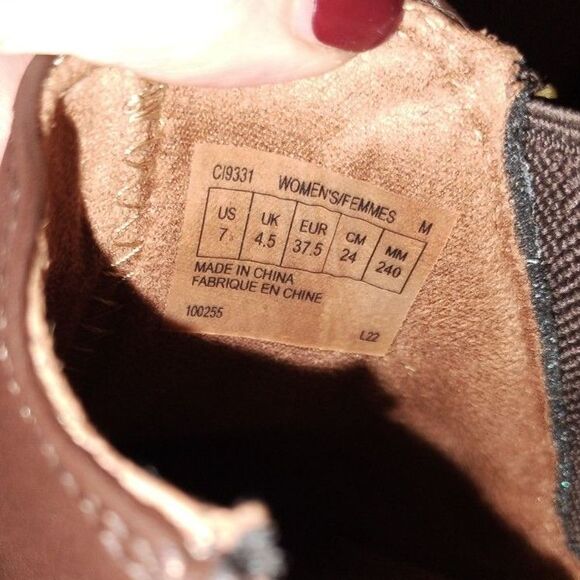 CI9331 WOMEN'S/FEMMES M
US UK EUR CM MM
7 4.5 37.5 24 240
MADE IN CHINA
FABRIQUE EN CHINE
100255 L22